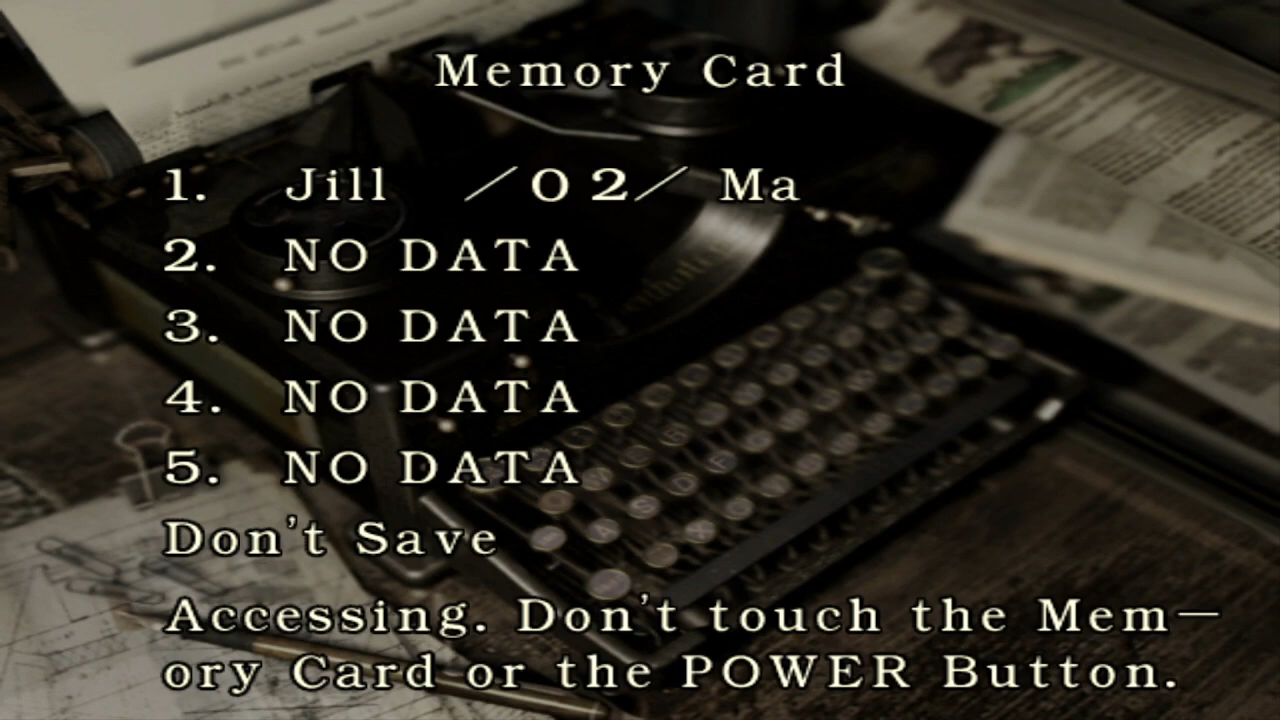 Memory Card
1. Jill ／02／ Ma
2. NO DATA
3. NO DATA
4. NO DATA
5. NO DATA
Don't Save
Accessing. Don't touch the Mem—
ory Card or the POWER Button.